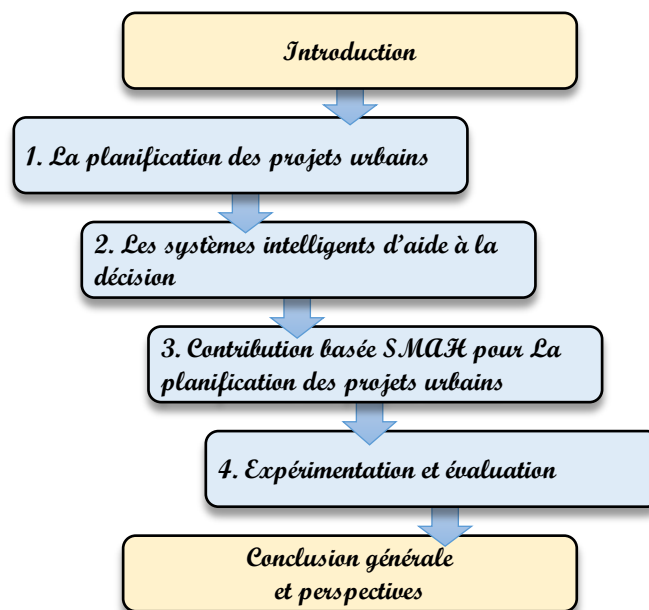 Introduction
1. La planification des projets urbains
2. Les systèmes intelligents d'aide à la
décision
3. Contribution basée SMAH pour La
planification des projets urbains
4. Expérimentation et évaluation
Conclusion générale
et perspectives